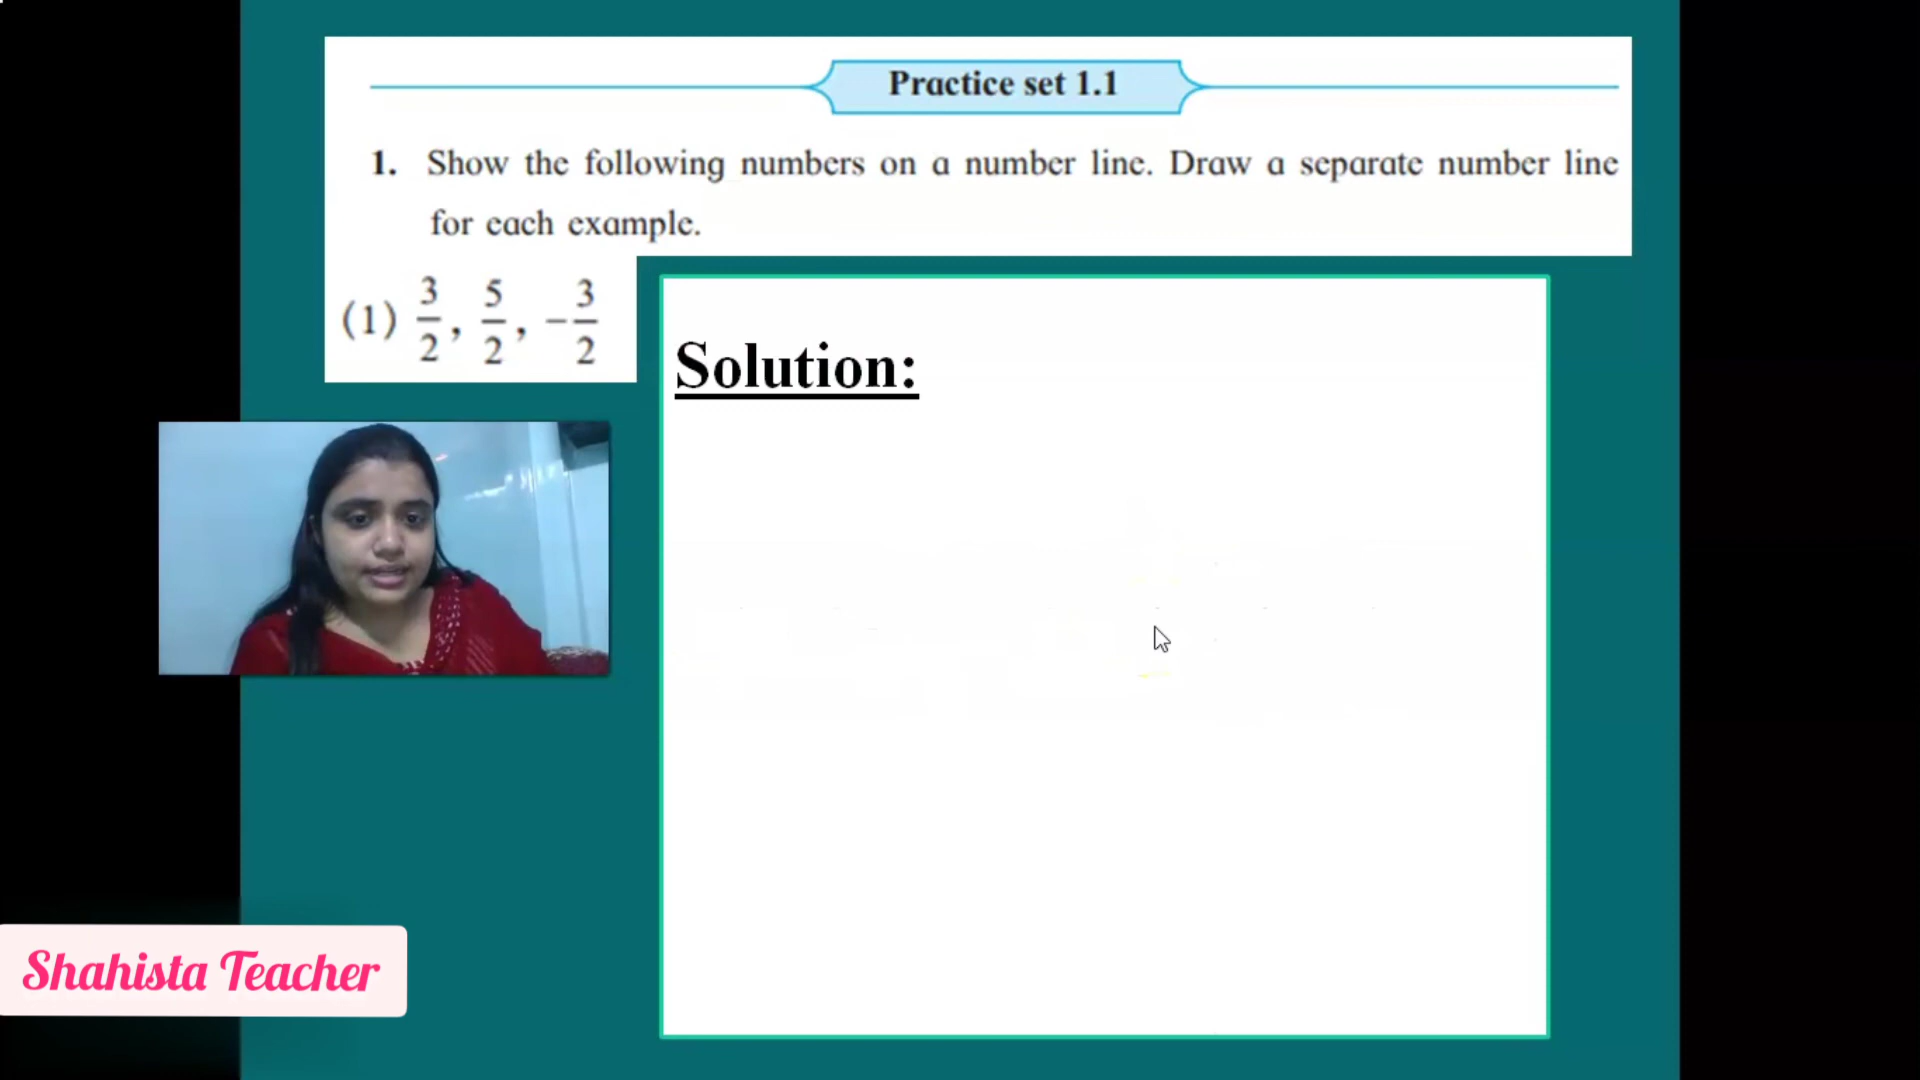 Practice set 1.1
1. Show the following numbers on a number line. Draw a separate number line
for each example.
(1) 3/2, 5/2, -3/2
Solution:
Shahista Teacher